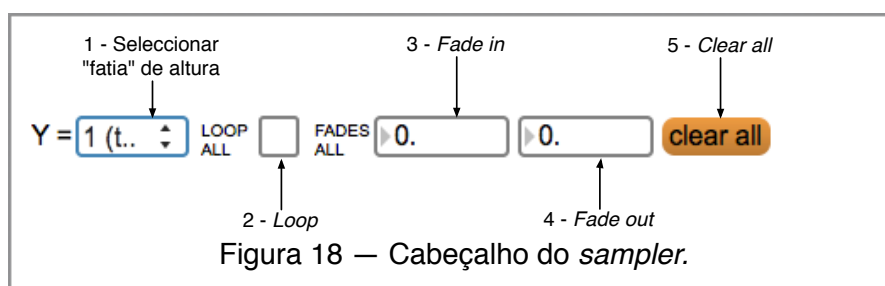 1 - Seleccionar
"fatia" de altura
3 - Fade in
5 - Clear all
Y = 1 (t.. LOOP ALL FADES ALL 0. 0. clear all
2 - Loop
4 - Fade out
Figura 18 — Cabeçalho do sampler.